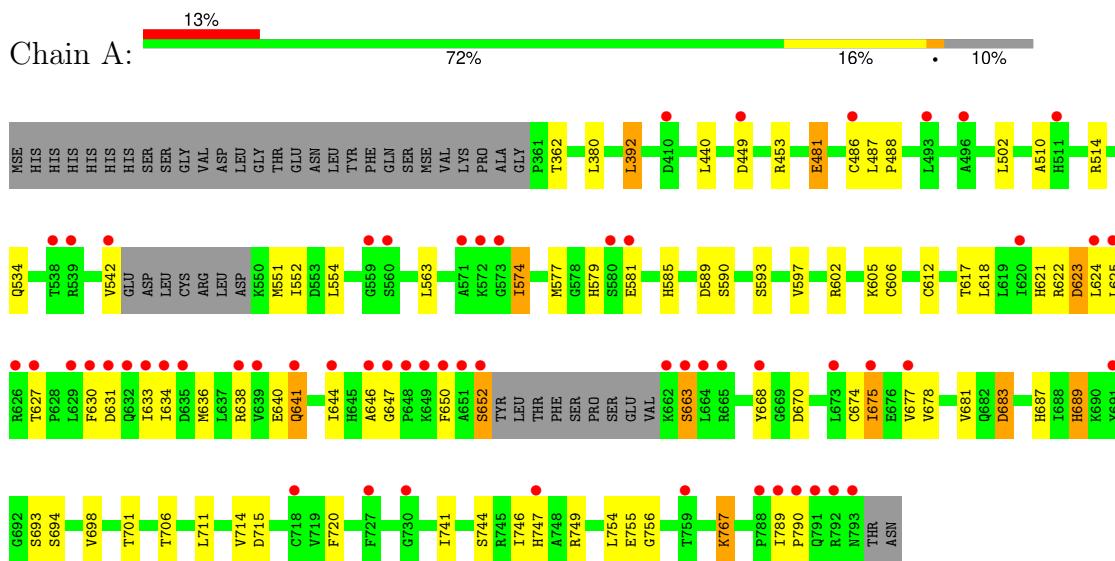 13%
Chain A:
72% 16% • 10%
MSE HIS HIS HIS HIS HIS HIS SER SER GLY VAL ASP LEU GLY THR GLU ASN LEU TYR PHE GLN SER MSE VAL LYS PRO ALA GLY P361 T362 L380 L392 D410 L440 D449 R453 E481 C486 L487 P488 L493 A496 L502 A510 H511 R514
Q534 T538 R539 V542 GLU ASP LEU CYS ARG LEU ASP K550 M551 I552 D553 L554 G559 S560 L563 A571 K572 G573 I574 M577 G578 H579 S580 E581 H585 D589 S590 S593 V597 R602 K605 C606 C612 T617 L618 L619 I620 H621 R622 D623 L624 L625
R626 T627 P628 L629 F630 D631 Q632 I633 I634 D635 M636 L637 R638 V639 E640 Q641 I644 H645 A646 G647 P648 K649 F650 A651 S652 TYR LEU THR PHE SER PRO SER GLU VAL K662 S663 L664 R665 Y668 G669 D670 L673 C674 I675 E676 V677 V678 V681 Q682 D683 H687 I688 H689 K690
G692 S693 S694 V698 T701 T706 L711 V714 D715 C718 V719 F720 F727 G730 I741 S744 R745 I746 H747 A748 R749 L754 E755 G756 T759 K767 P788 I789 P790 Q791 R792 N793 THR ASN